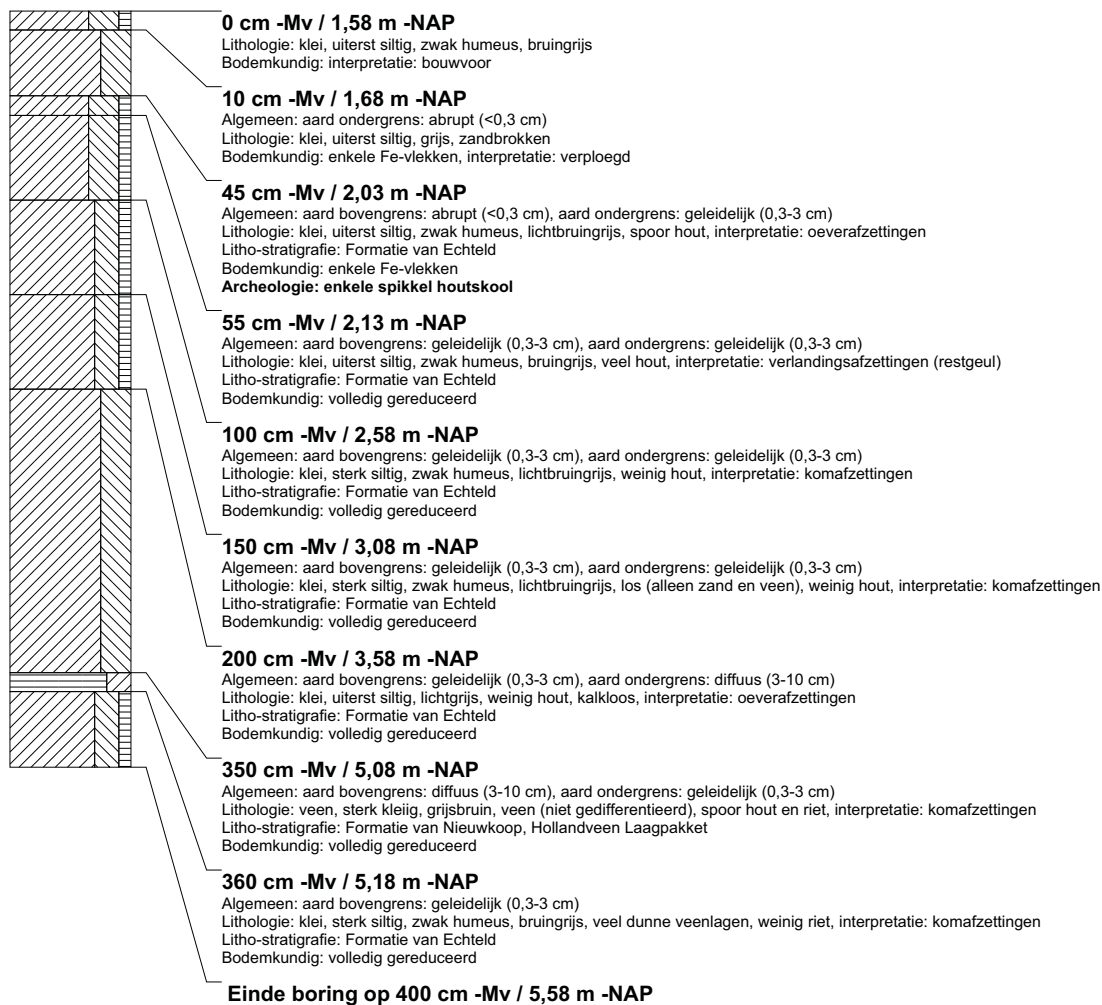 0 cm -Mv / 1,58 m -NAP
Lithologie: klei, uiterst siltig, zwak humeus, bruingrijs
Bodemkundig: interpretatie: bouwvoor
10 cm -Mv / 1,68 m -NAP
Algemeen: aard ondergrens: abrupt (<0,3 cm)
Lithologie: klei, uiterst siltig, grijs, zandbrokken
Bodemkundig: enkele Fe-vlekken, interpretatie: verploegd
45 cm -Mv / 2,03 m -NAP
Algemeen: aard bovengrens: abrupt (<0,3 cm), aard ondergrens: geleidelijk (0,3-3 cm)
Lithologie: klei, uiterst siltig, zwak humeus, lichtbruingrijs, spoor hout, interpretatie: oeverafzettingen
Litho-stratigrafie: Formatie van Echteld
Bodemkundig: enkele Fe-vlekken
Archeologie: enkele spikkel houtskool
55 cm -Mv / 2,13 m -NAP
Algemeen: aard bovengrens: geleidelijk (0,3-3 cm), aard ondergrens: geleidelijk (0,3-3 cm)
Lithologie: klei, uiterst siltig, zwak humeus, bruingrijs, veel hout, interpretatie: verlandingsafzettingen (restgeul)
Litho-stratigrafie: Formatie van Echteld
Bodemkundig: volledig gereduceerd
100 cm -Mv / 2,58 m -NAP
Algemeen: aard bovengrens: geleidelijk (0,3-3 cm), aard ondergrens: geleidelijk (0,3-3 cm)
Lithologie: klei, sterk siltig, zwak humeus, lichtbruingrijs, weinig hout, interpretatie: komafzettingen
Litho-stratigrafie: Formatie van Echteld
Bodemkundig: volledig gereduceerd
150 cm -Mv / 3,08 m -NAP
Algemeen: aard bovengrens: geleidelijk (0,3-3 cm), aard ondergrens: geleidelijk (0,3-3 cm)
Lithologie: klei, sterk siltig, zwak humeus, lichtbruingrijs, los (alleen zand en veen), weinig hout, interpretatie: komafzettingen
Litho-stratigrafie: Formatie van Echteld
Bodemkundig: volledig gereduceerd
200 cm -Mv / 3,58 m -NAP
Algemeen: aard bovengrens: geleidelijk (0,3-3 cm), aard ondergrens: diffuus (3-10 cm)
Lithologie: klei, uiterst siltig, lichtgrijs, weinig hout, kalkloos, interpretatie: oeverafzettingen
Litho-stratigrafie: Formatie van Echteld
Bodemkundig: volledig gereduceerd
350 cm -Mv / 5,08 m -NAP
Algemeen: aard bovengrens: diffuus (3-10 cm), aard ondergrens: geleidelijk (0,3-3 cm)
Lithologie: veen, sterk kleiig, grijsbruin, veen (niet gedifferentieerd), spoor hout en riet, interpretatie: komafzettingen
Litho-stratigrafie: Formatie van Nieuwkoop, Hollandveen Laagpakket
Bodemkundig: volledig gereduceerd
360 cm -Mv / 5,18 m -NAP
Algemeen: aard bovengrens: geleidelijk (0,3-3 cm)
Lithologie: klei, sterk siltig, zwak humeus, bruingrijs, veel dunne veenlagen, weinig riet, interpretatie: komafzettingen
Litho-stratigrafie: Formatie van Echteld
Bodemkundig: volledig gereduceerd
Einde boring op 400 cm -Mv / 5,58 m -NAP